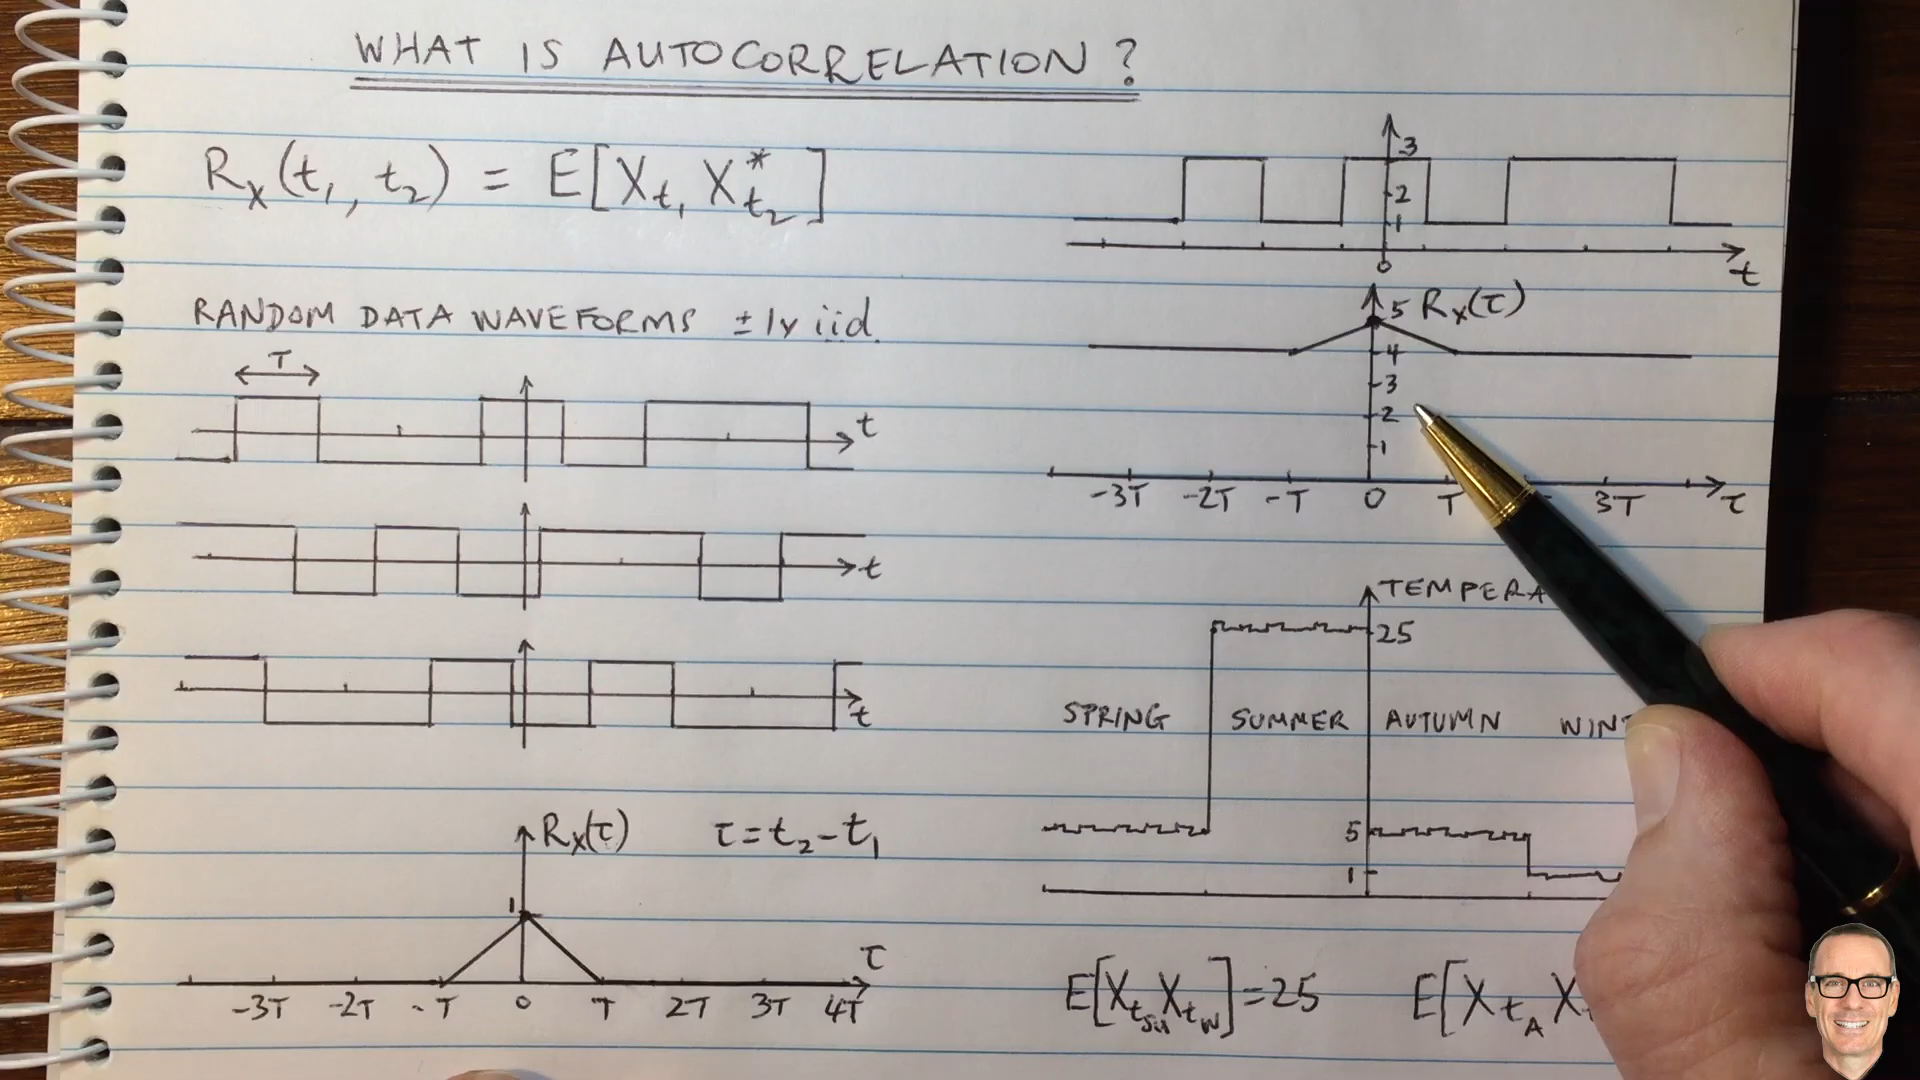 WHAT IS AUTOCORRELATION?
Rx(t1, t2) = E[Xt1 X*t2]
RANDOM DATA WAVEFORMS ±1v iid.
T
t
t
t
Rx(τ) τ=t2-t1
1
τ
-3T -2T -T 0 T 2T 3T 4T
3
2
1
0
t
5 Rx(τ)
4
3
2
1
-3T -2T -T 0 T 3T τ
25
SPRING SUMMER AUTUMN
5
1
E[XtSu XtW]=25 E[XtA X